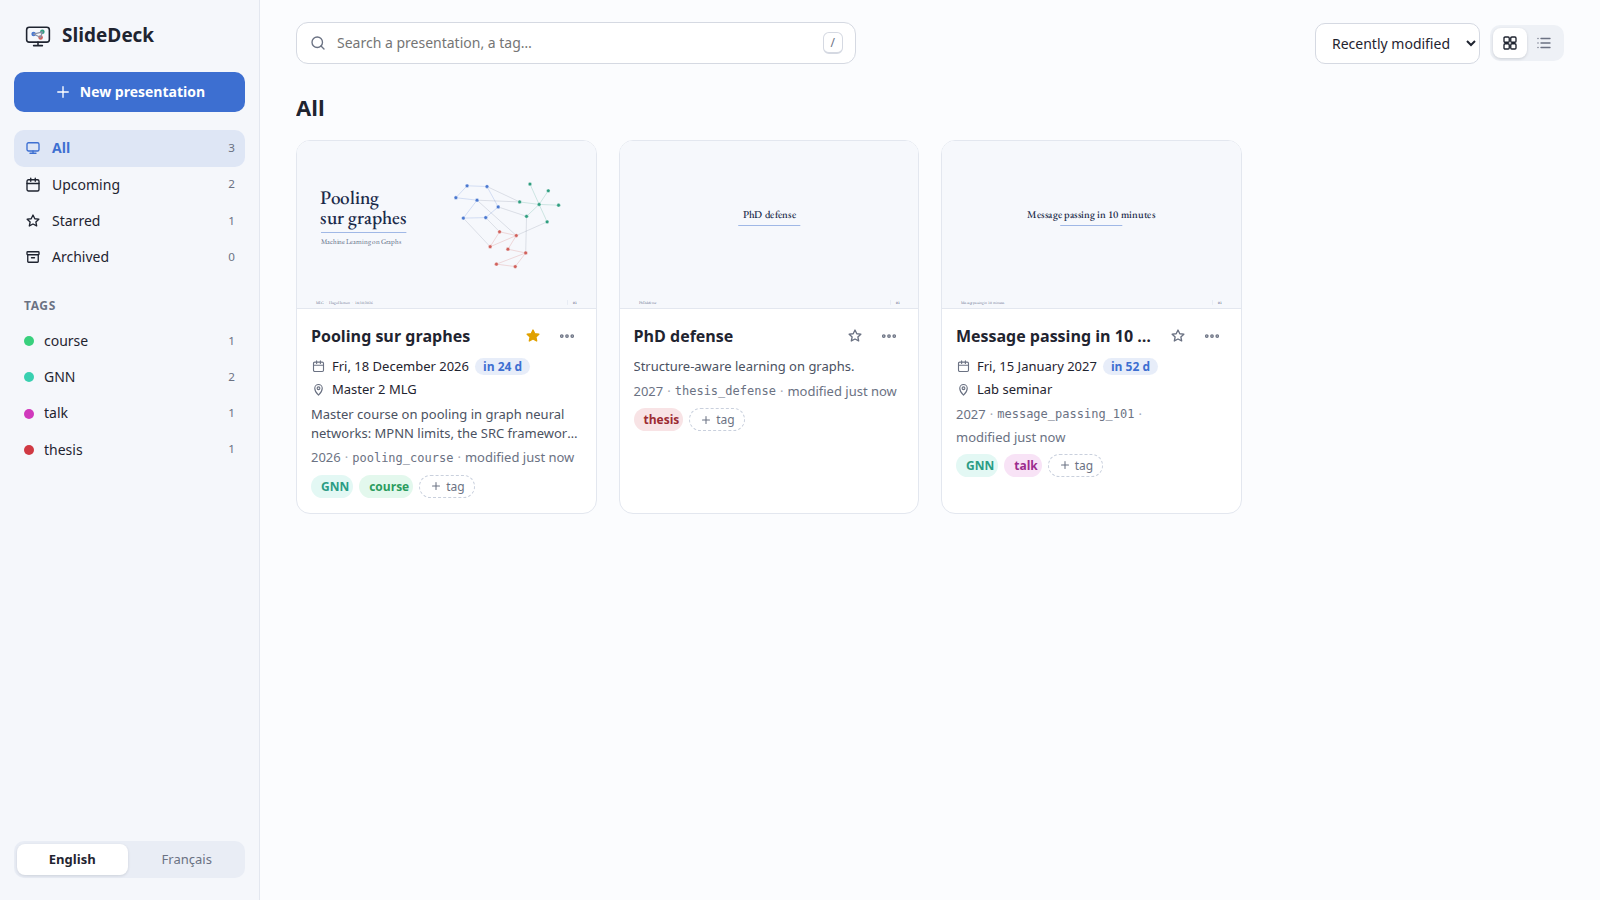 SlideDeck
New presentation
All 3
Upcoming 2
Starred 1
Archived 0
TAGS
course 1
GNN 2
talk 1
thesis 1
English Français
Search a presentation, a tag... /
Recently modified
All
Pooling
sur graphes
Machine Learning on Graphs
Pooling sur graphes
Fri, 18 December 2026 in 24 d
Master 2 MLG
Master course on pooling in graph neural
networks: MPNN limits, the SRC framewor...
2026 · pooling_course · modified just now
GNN course + tag
PhD defense
PhD defense
Structure-aware learning on graphs.
2027 · thesis_defense · modified just now
thesis + tag
Message passing in 10 minutes
Message passing in 10 ...
Fri, 15 January 2027 in 52 d
Lab seminar
2027 · message_passing_101 ·
modified just now
GNN talk + tag